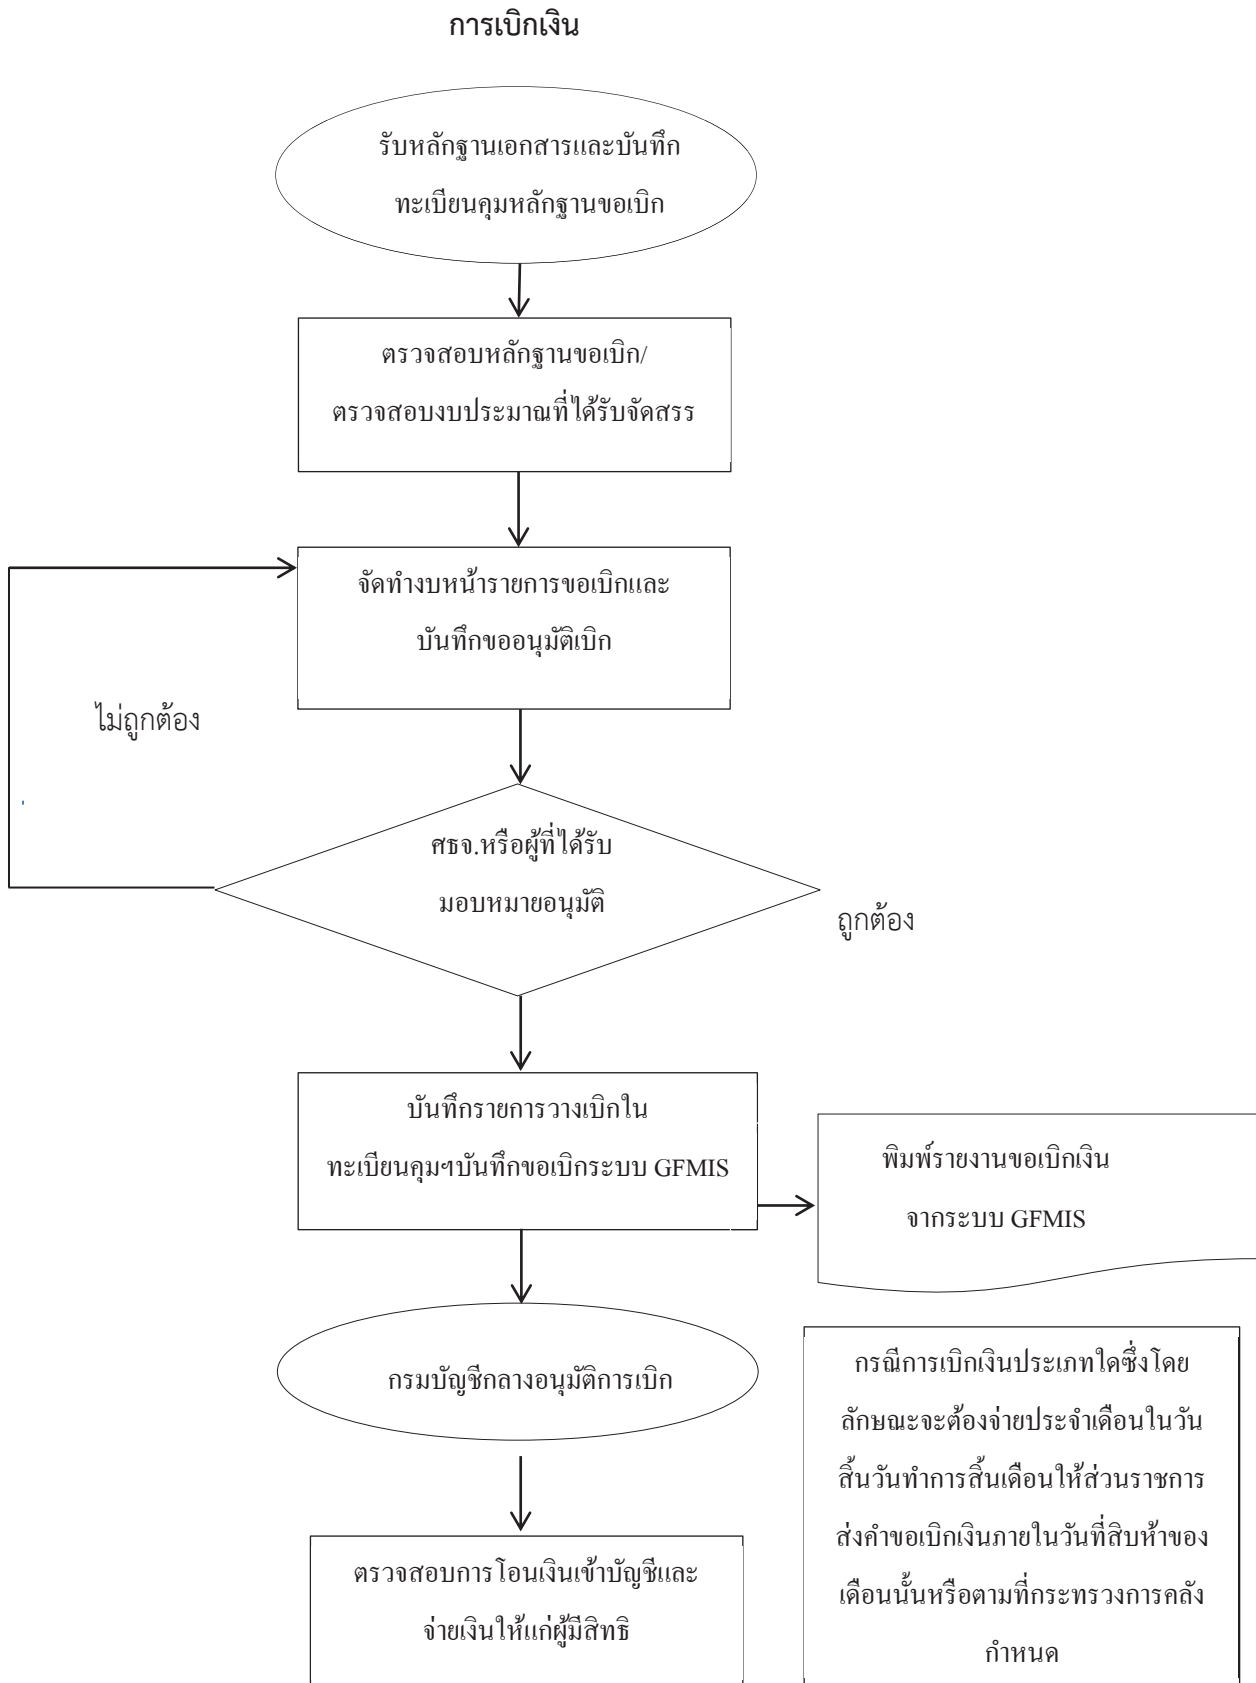 การเบิกเงิน
รับหลักฐานเอกสารและบันทึก
ทะเบียนคุมหลักฐานขอเบิก
ตรวจสอบหลักฐานขอเบิก/
ตรวจสอบงบประมาณที่ได้รับจัดสรร
จัดทำงบหน้ารายการขอเบิกและ
บันทึกขออนุมัติเบิก
ไม่ถูกต้อง
ศธจ.หรือผู้ที่ได้รับ
มอบหมายอนุมัติ
ถูกต้อง
บันทึกรายการวางเบิกใน
ทะเบียนคุมฯบันทึกขอเบิกระบบ GFMIS
พิมพ์รายงานขอเบิกเงิน
จากระบบ GFMIS
กรมบัญชีกลางอนุมัติการเบิก
ตรวจสอบการโอนเงินเข้าบัญชีและ
จ่ายเงินให้แก่ผู้มีสิทธิ
กรณีการเบิกเงินประเภทใดซึ่งโดย
ลักษณะจะต้องจ่ายประจำเดือนในวัน
สิ้นวันทำการสิ้นเดือนให้ส่วนราชการ
ส่งคำขอเบิกเงินภายในวันที่สิบห้าของ
เดือนนั้นหรือตามที่กระทรวงการคลัง
กำหนด